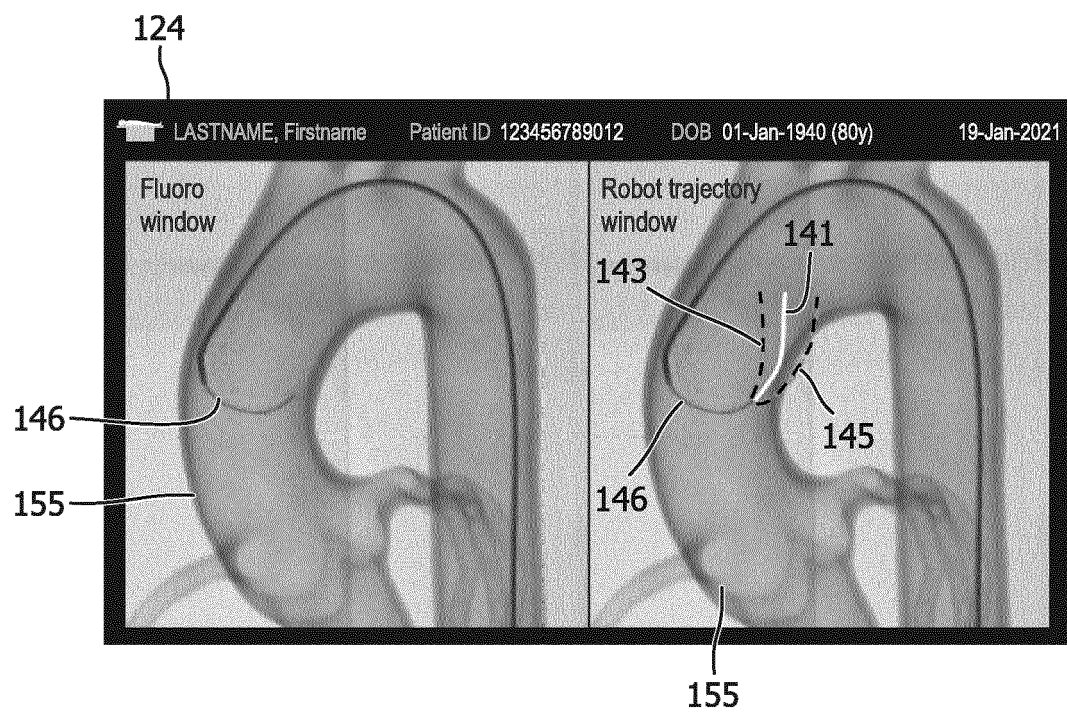 124
LASTNAME, Firstname Patient ID 123456789012 DOB 01-Jan-1940 (80y) 19-Jan-2021
Fluoro
window
Robot trajectory
window
141
143
146
155
145
146
155